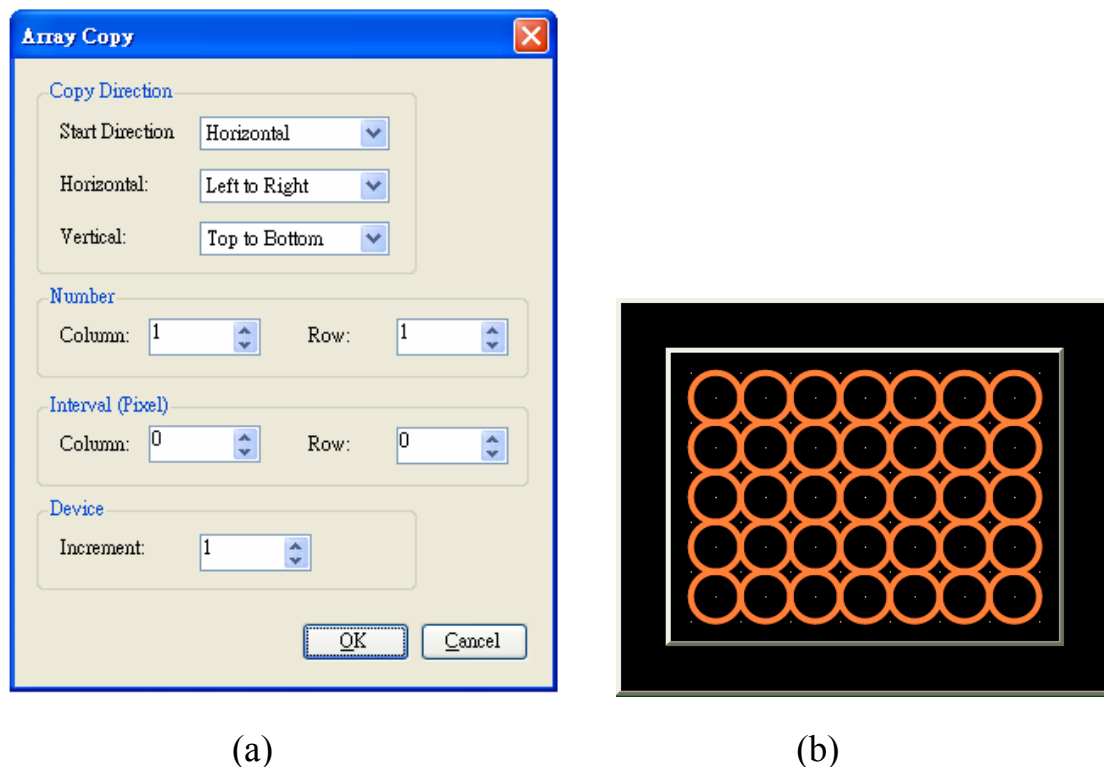 Array Copy
Copy Direction
Start Direction Horizontal
Horizontal: Left to Right
Vertical: Top to Bottom
Number
Column: 1 Row: 1
Interval (Pixel)
Column: 0 Row: 0
Device
Increment: 1
OK Cancel
(a) (b)